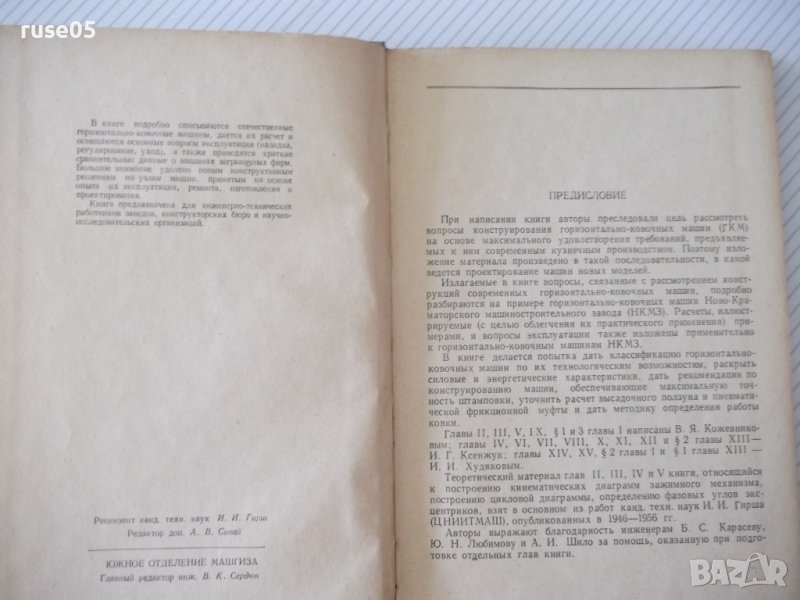 ruse05
В книге подробно описываются отечественные
горизонтально-ковочные машины, дается их расчет и
освещаются основные вопросы эксплуатации (наладка,
регулирование, уход), а также приводятся краткие
сравнительные данные о машинах заграничных фирм.
Большое внимание уделено новым конструктивным
решениям по узлам машин, принятым на основе
опыта их эксплуатации, ремонта, изготовления и
проектирования.
Книга предназначена для инженерно-технических
работников заводов, конструкторских бюро и научно-
исследовательских организаций.
Рецензент канд. техн. наук И. И. Гирш
Редактор доц. А. В.
ЮЖНОЕ ОТДЕЛЕНИЕ МАШГИЗА
Главный редактор инж. В. К. Сердюк
ПРЕДИСЛОВИЕ
При написании книги авторы преследовали цель рассмотреть
вопросы конструирования горизонтально-ковочных машин (ГКМ)
на основе максимального удовлетворения требований, предъявляе-
мых к ним современным кузнечным производством. Поэтому изло-
жение материала произведено в такой последовательности, в какой
ведется проектирование машин новых моделей.
Излагаемые в книге вопросы, связанные с рассмотрением конст-
рукций современных горизонтально-ковочных машин, подробно
разбираются на примере горизонтально-ковочных машин Ново-Кра-
маторского машиностроительного завода (НКМЗ). Расчеты, иллюст-
рируемые (с целью облегчения их практического применения) при-
мерами, и вопросы эксплуатации также изложены применительно
к горизонтально-ковочным машинам НКМЗ.
В книге делается попытка дать классификацию горизонтально-
ковочных машин по их технологическим возможностям, раскрыть
силовые и энергетические характеристики, дать рекомендации по
конструированию машин, обеспечивающие максимальную точ-
ность штамповки, уточнить расчет высадочного ползуна и пневмати-
ческой фрикционной муфты и дать методику определения работы
ковки.
Главы II, III, V, IX, § 1 и 3 главы I написаны В. Я. Кожевнико-
вым; главы IV, VI, VII, VIII, X, XI, XII и § 2 главы XIII—
И. Г. Ксенжук; главы XIV, XV, § 2 главы I и § 1 главы XIII —
И. И. Худяковым.
Теоретический материал глав II, III, IV и V книги, относящийся
к построению кинематических диаграмм зажимного механизма,
построению цикловой диаграммы, определению фазовых углов экс-
центриков, взят в основном из работ канд. техн. наук И. И. Гирша
(ЦНИИТМАШ), опубликованных в 1946—1956 гг.
Авторы выражают благодарность инженерам Б. С. Карасеву,
Ю. Н. Любимову и А. И. Шило за помощь, оказанную при под-
готовке отдельных глав книги.
BAZAR